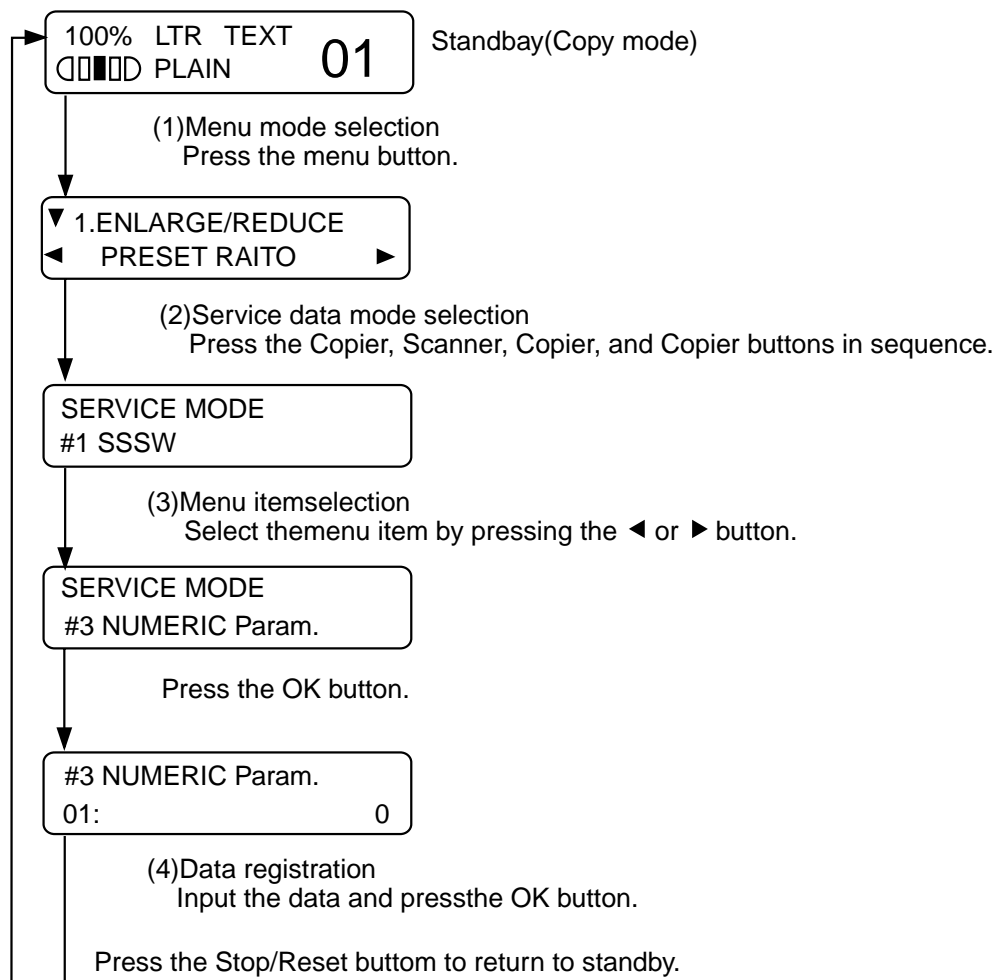 100% LTR TEXT 01
PLAIN
Standbay(Copy mode)
(1)Menu mode selection
Press the menu button.
1.ENLARGE/REDUCE
PRESET RAITO
(2)Service data mode selection
Press the Copier, Scanner, Copier, and Copier buttons in sequence.
SERVICE MODE
#1 SSSW
(3)Menu itemselection
Select themenu item by pressing the ◀ or ▶ button.
SERVICE MODE
#3 NUMERIC Param.
Press the OK button.
#3 NUMERIC Param.
01: 0
(4)Data registration
Input the data and pressthe OK button.
Press the Stop/Reset buttom to return to standby.